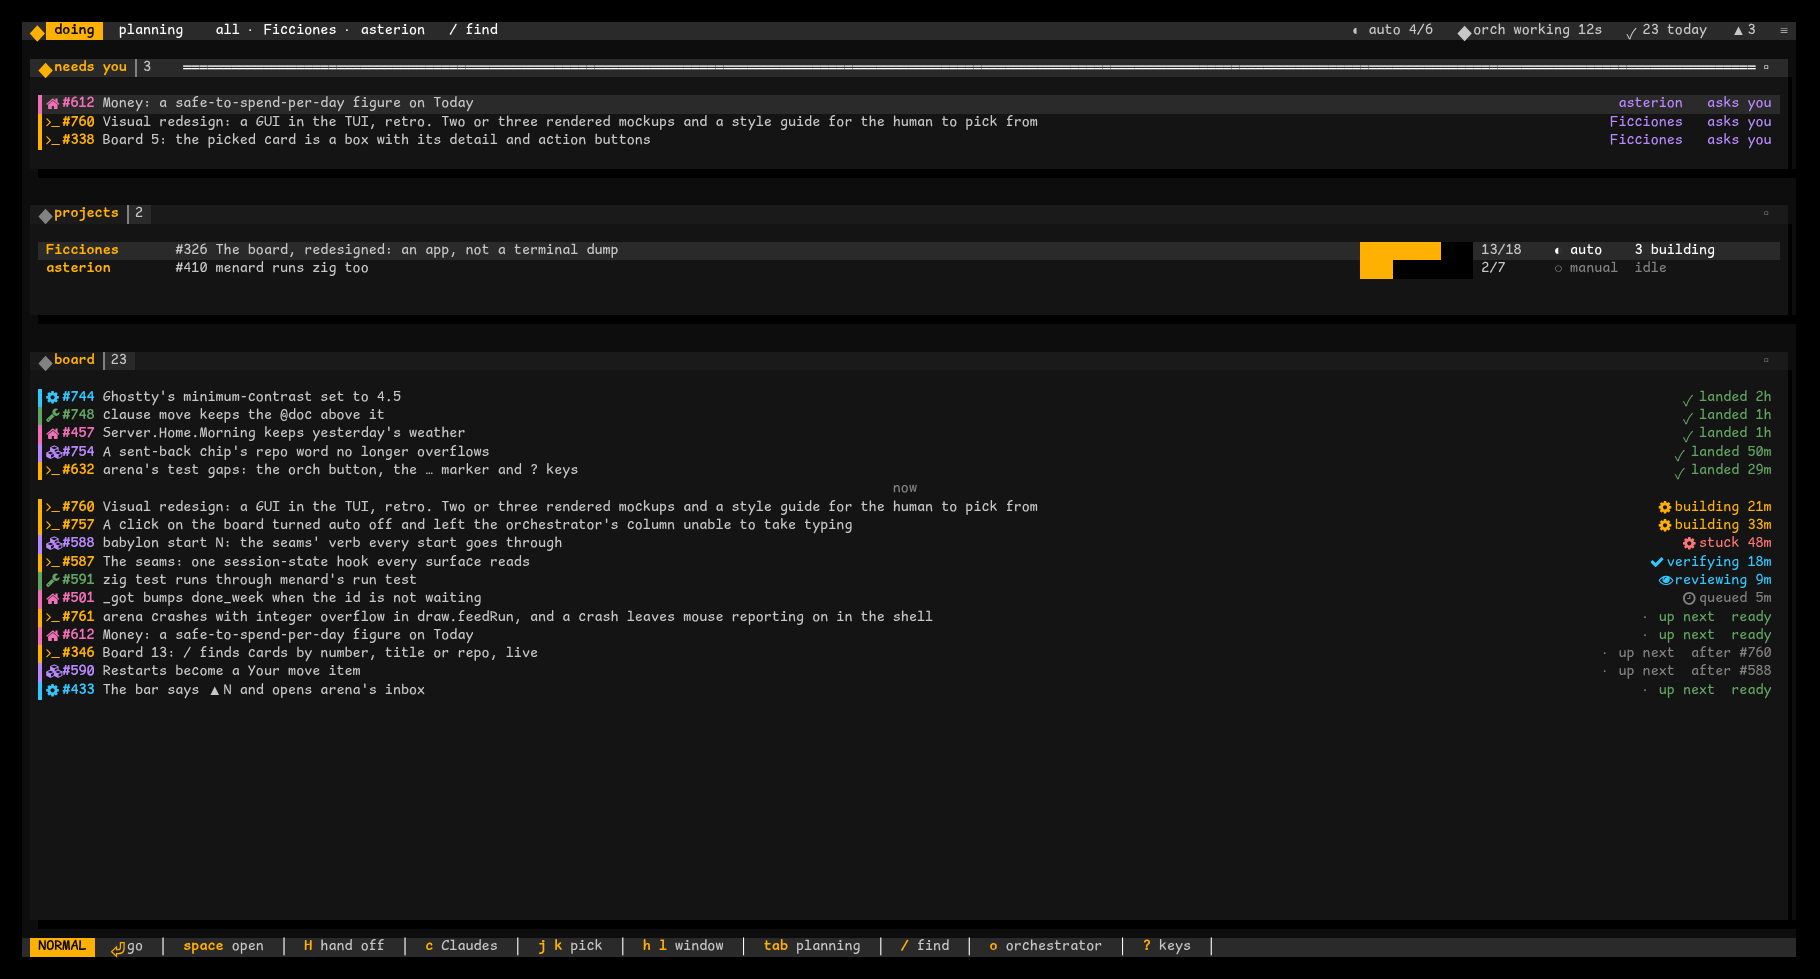 doing planning all · Ficciones · asterion / find auto 4/6 orch working 12s ✓ 23 today ▲3 ≡
needs you 3
#612 Money: a safe-to-spend-per-day figure on Today asterion asks you
#760 Visual redesign: a GUI in the TUI, retro. Two or three rendered mockups and a style guide for the human to pick from Ficciones asks you
#338 Board 5: the picked card is a box with its detail and action buttons Ficciones asks you
projects 2
Ficciones #326 The board, redesigned: an app, not a terminal dump 13/18 auto 3 building
asterion #410 menard runs zig too 2/7 ○ manual idle
board 23
#744 Ghostty's minimum-contrast set to 4.5 ✓ landed 2h
#748 clause move keeps the @doc above it ✓ landed 1h
#457 Server.Home.Morning keeps yesterday's weather ✓ landed 1h
#754 A sent-back chip's repo word no longer overflows ✓ landed 50m
>_#632 arena's test gaps: the orch button, the … marker and ? keys ✓ landed 29m
now
>_#760 Visual redesign: a GUI in the TUI, retro. Two or three rendered mockups and a style guide for the human to pick from building 21m
>_#757 A click on the board turned auto off and left the orchestrator's column unable to take typing building 33m
#588 babylon start N: the seams' verb every start goes through stuck 48m
>_#587 The seams: one session-state hook every surface reads verifying 18m
#591 zig test runs through menard's run test reviewing 9m
#501 _got bumps done_week when the id is not waiting queued 5m
>_#761 arena crashes with integer overflow in draw.feedRun, and a crash leaves mouse reporting on in the shell · up next ready
#612 Money: a safe-to-spend-per-day figure on Today · up next ready
>_#346 Board 13: / finds cards by number, title or repo, live · up next after #760
#590 Restarts become a Your move item · up next after #588
#433 The bar says ▲N and opens arena's inbox · up next ready
NORMAL go | space open | H hand off | c Claudes | j k pick | h l window | tab planning | / find | o orchestrator | ? keys |